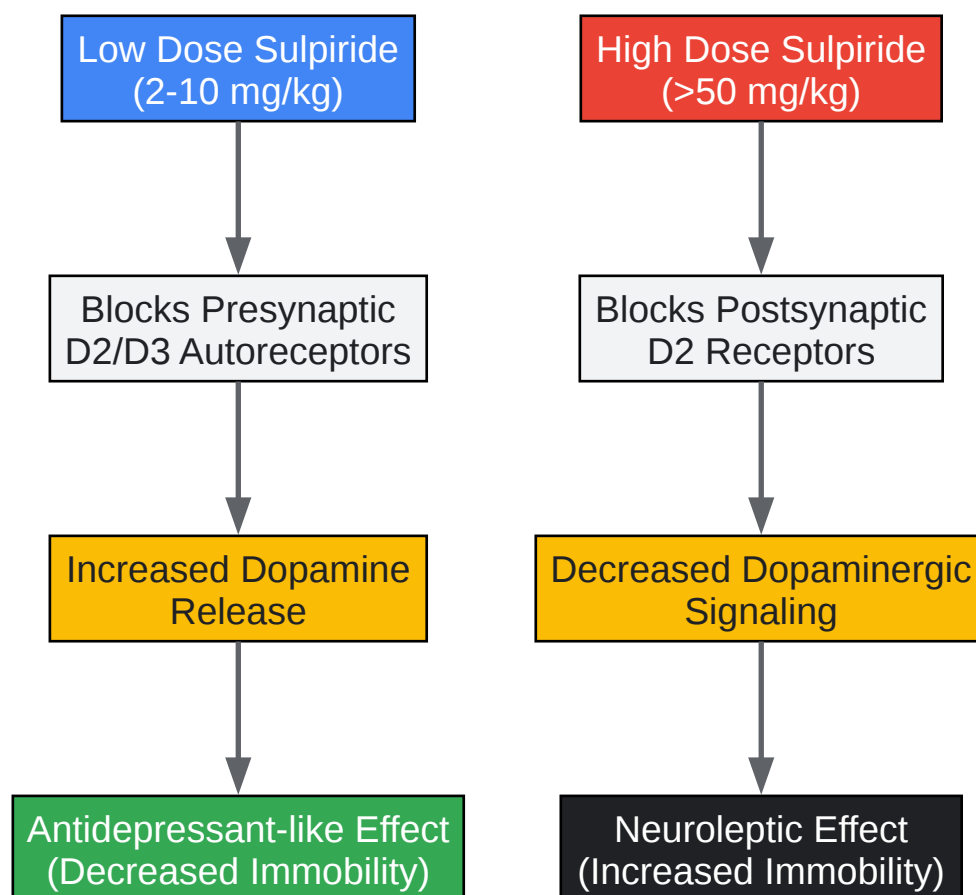 Low Dose Sulpiride
(2-10 mg/kg)
Blocks Presynaptic
D2/D3 Autoreceptors
Increased Dopamine
Release
Antidepressant-like Effect
(Decreased Immobility)
High Dose Sulpiride
(>50 mg/kg)
Blocks Postsynaptic
D2 Receptors
Decreased Dopaminergic
Signaling
Neuroleptic Effect
(Increased Immobility)